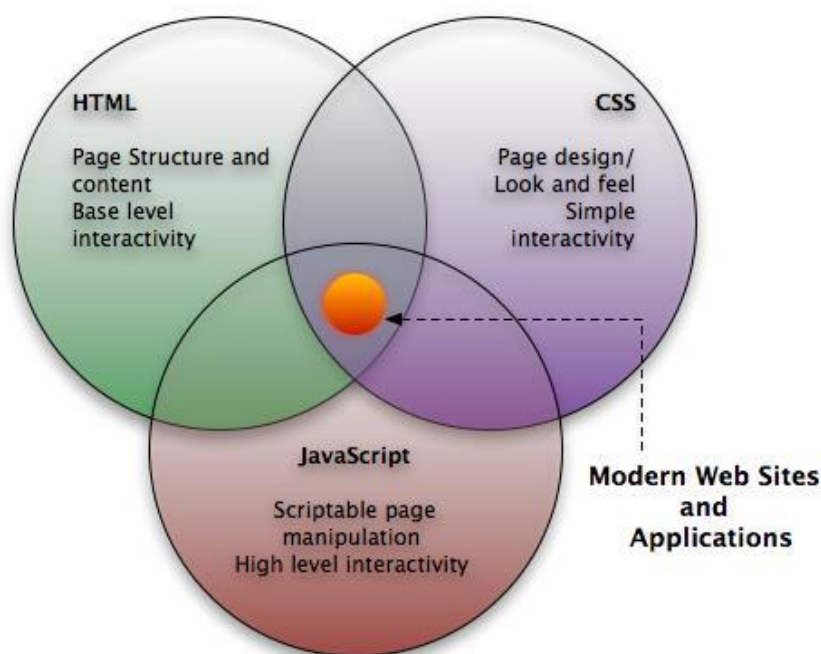 HTML
Page Structure and
content
Base level
interactivity
CSS
Page design/
Look and feel
Simple
interactivity
JavaScript
Scriptable page
manipulation
High level interactivity
Modern Web Sites
and
Applications